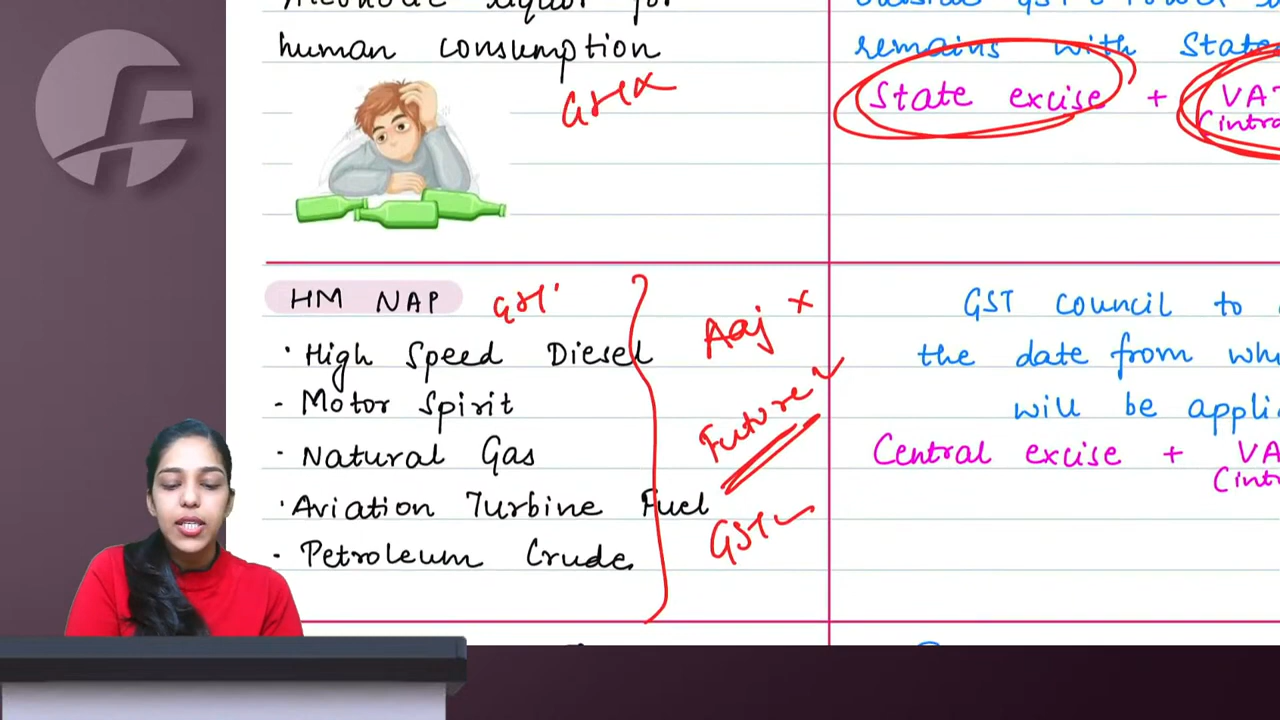 human consumption
remains with State
GST X
State excise + VAT
HM NAP
GST
GST council to
• High Speed Diesel
Aaj X
the date from
- Motor Spirit
Future ✓
will be
- Natural Gas
Central excise + VA
• Aviation Turbine Fuel
GST ✓
- Petroleum Crude.